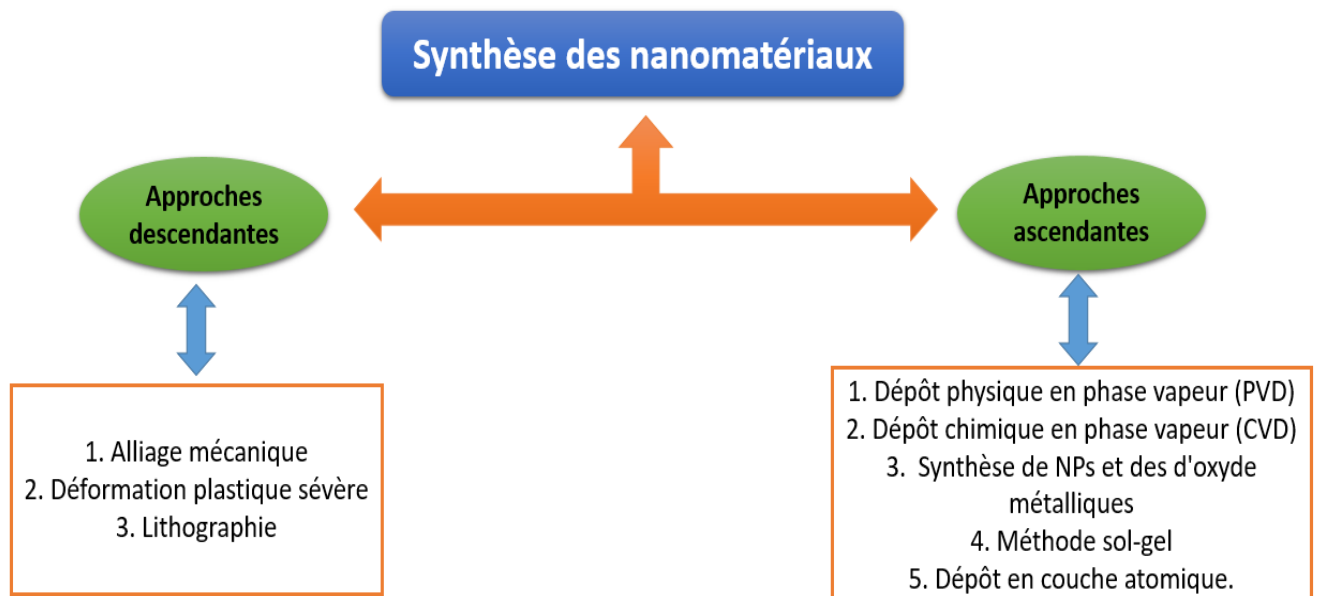 Synthèse des nanomatériaux
Approches
descendantes
Approches
ascendantes
1. Alliage mécanique
2. Déformation plastique sévère
3. Lithographie
1. Dépôt physique en phase vapeur (PVD)
2. Dépôt chimique en phase vapeur (CVD)
3. Synthèse de NPs et des d'oxyde
métalliques
4. Méthode sol-gel
5. Dépôt en couche atomique.